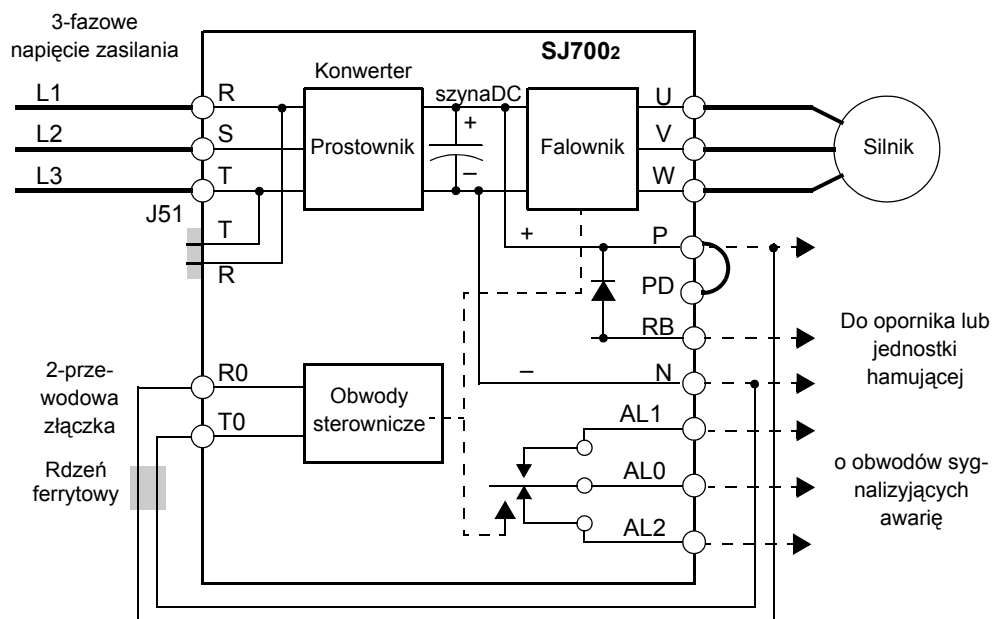 3-fazowe
napięcie zasilania
SJ7002
Konwerter
L1
R
szynaDC
U
+
L2
S
Prostownik
Falownik
V
Silnik
–
L3
T
W
J51
T
+
P
R
PD
RB
Do opornika lub
jednostki
hamującej
2-prze-
wodowa
złączka
R0
–
N
Obwody
sterownicze
T0
AL1
Rdzeń
ferrytowy
AL0
o obwodów syg-
nalizyjących
awarię
AL2